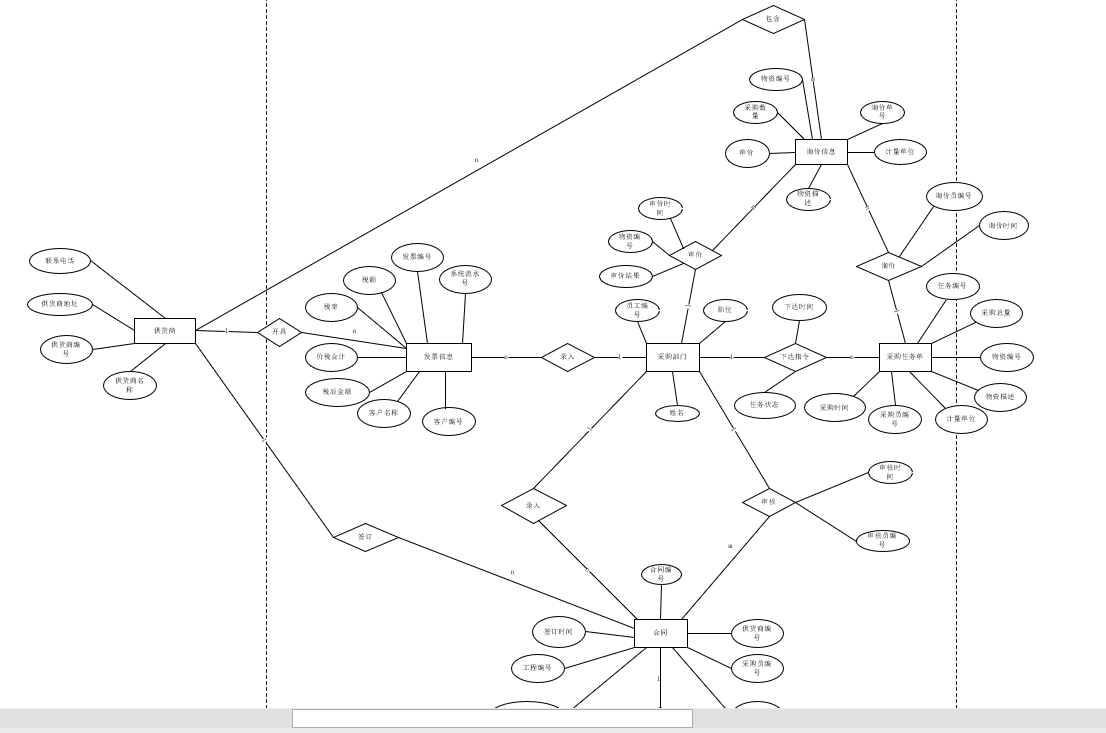 包含
物资编号
采购数
量
询价单
号
单价
询价信息
计量单位
物资描
述
询价员编号
审价时
间
询价时间
物资编
号
审价
发票编号
联系电话
系统流水
号
税额
审价结果
询价
任务编号
供货商地址
税率
员工编
号
职位
下达时间
采购总量
n
供货商
1
开具
n
供货商编
号
价税合计
发票信息
n
录入
1
采购部门
1
下达指令
n
采购任务单
物资编号
供货商名
称
税后金额
客户名称
客户编号
姓名
任务状态
采购时间
采购员编
号
计量单位
物资描述
审核时
间
录入
审核
签订
审核员编
号
m
n
合同编
号
签订时间
合同
供货商编
号
工程编号
采购员编
号
1